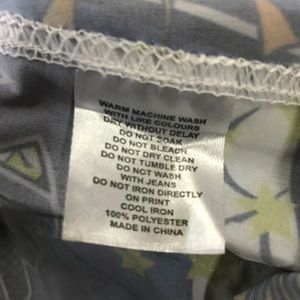 WARM MACHINE WASH
WITH LIKE COLOURS
DAY WITHOUT DELAY
DO NOT SOAK
DO NOT BLEACH
DO NOT DRY CLEAN
DO NOT TUMBLE DRY
DO NOT WASH
WITH JEANS
DO NOT IRON DIRECTLY
ON PRINT
COOL IRON
100% POLYESTER
MADE IN CHINA